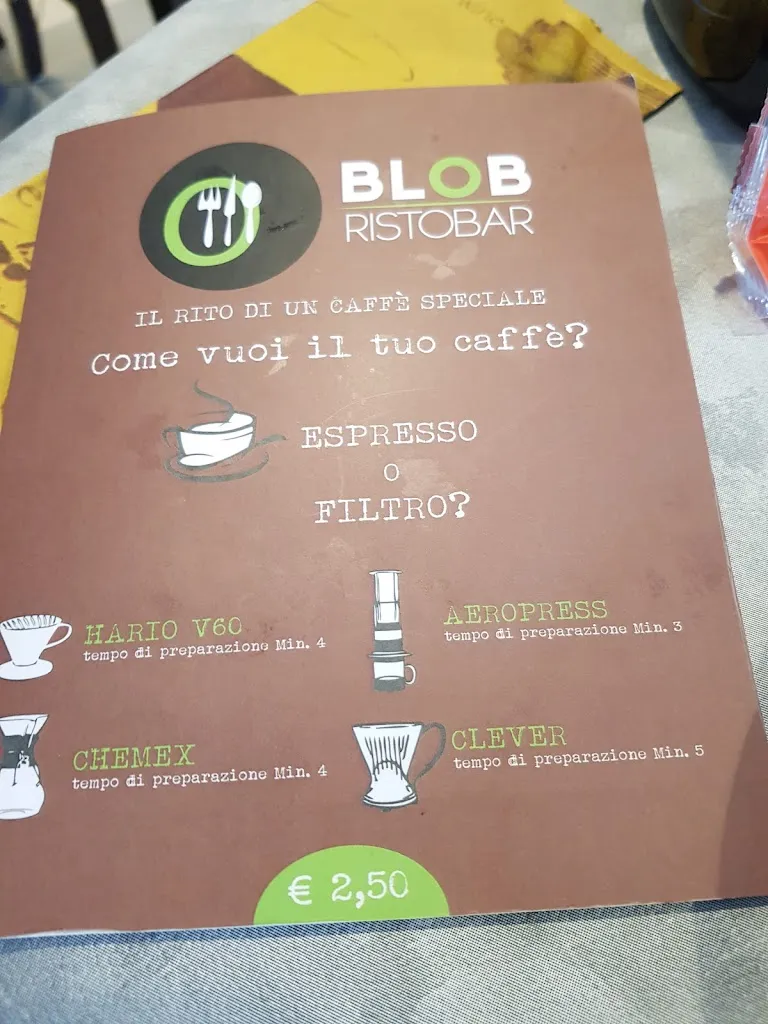 BLOB
RISTOBAR
IL RITO DI UN CAFFÈ SPECIALE
Come vuoi il tuo caffè?
ESPRESSO
O
FILTRO?
HARIO V60
tempo di preparazione Min. 4
AEROPRESS
tempo di preparazione Min. 3
CHEMEX
tempo di preparazione Min. 4
CLEVER
tempo di preparazione Min. 5
€ 2,50